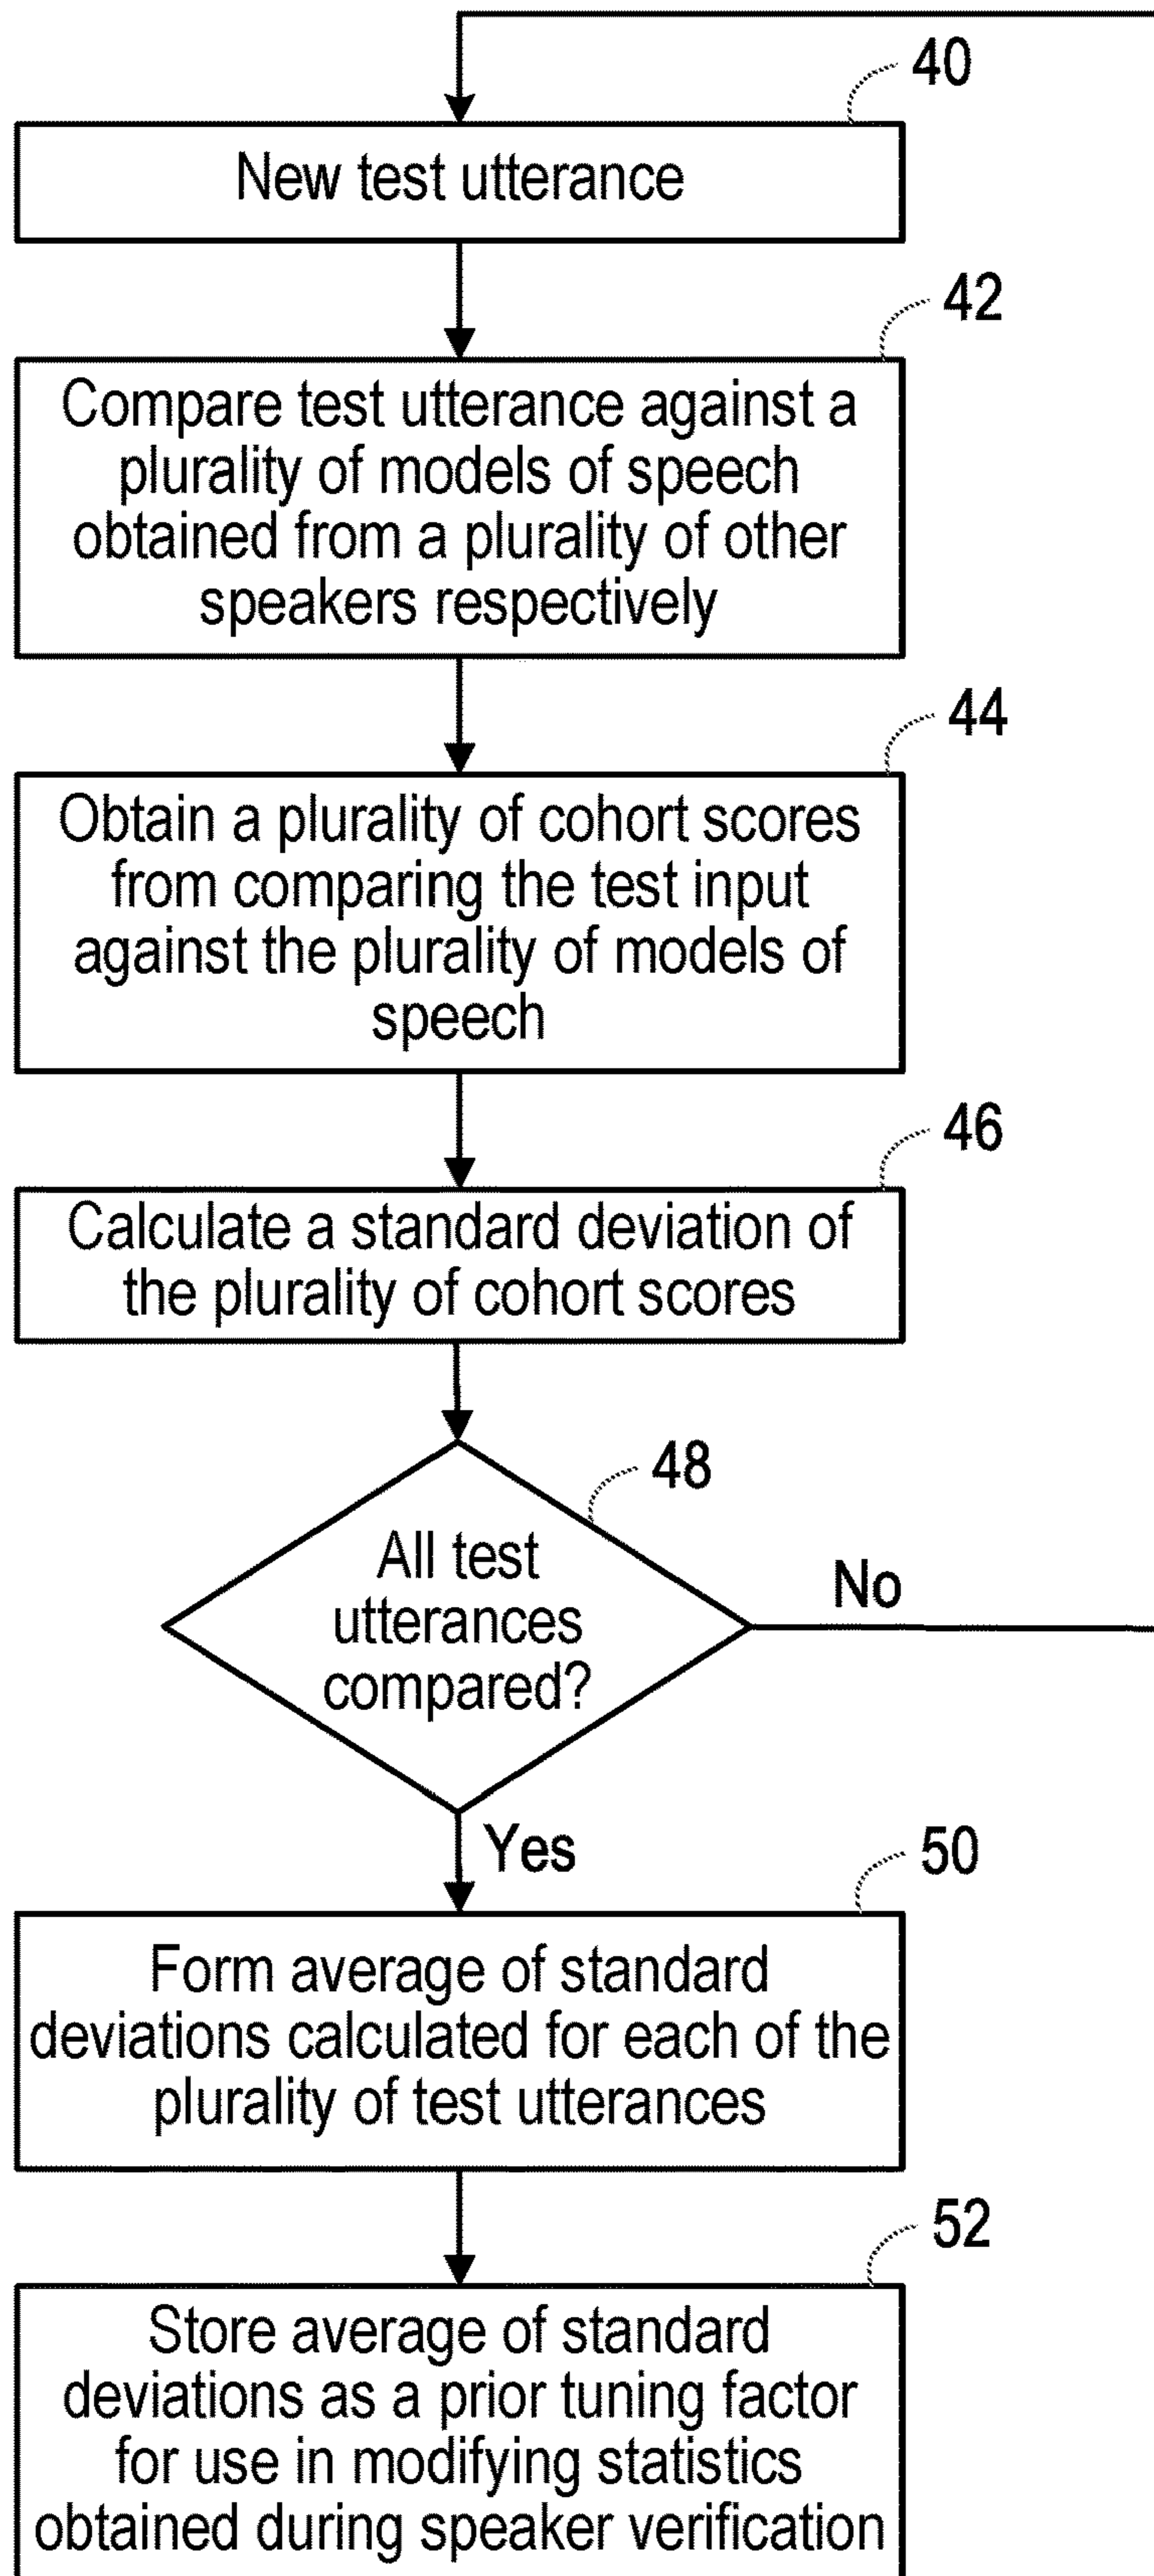 40
New test utterance
42
Compare test utterance against a
plurality of models of speech
obtained from a plurality of other
speakers respectively
44
Obtain a plurality of cohort scores
from comparing the test input
against the plurality of models of
speech
46
Calculate a standard deviation of
the plurality of cohort scores
48
All test
utterances
compared?
No
Yes
50
Form average of standard
deviations calculated for each of the
plurality of test utterances
52
Store average of standard
deviations as a prior tuning factor
for use in modifying statistics
obtained during speaker verification